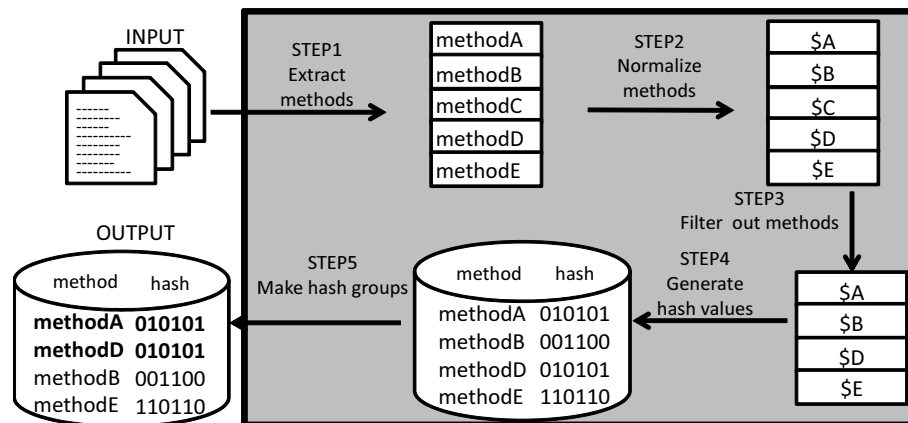 INPUT
STEP1
Extract
methods
methodA
methodB
methodC
methodD
methodE
STEP2
Normalize
methods
$A
$B
$C
$D
$E
STEP3
Filter out methods
$A
$B
$D
$E
STEP4
Generate
hash values
method hash
methodA 010101
methodB 001100
methodD 010101
methodE 110110
STEP5
Make hash groups
OUTPUT
method hash
methodA 010101
methodD 010101
methodB 001100
methodE 110110